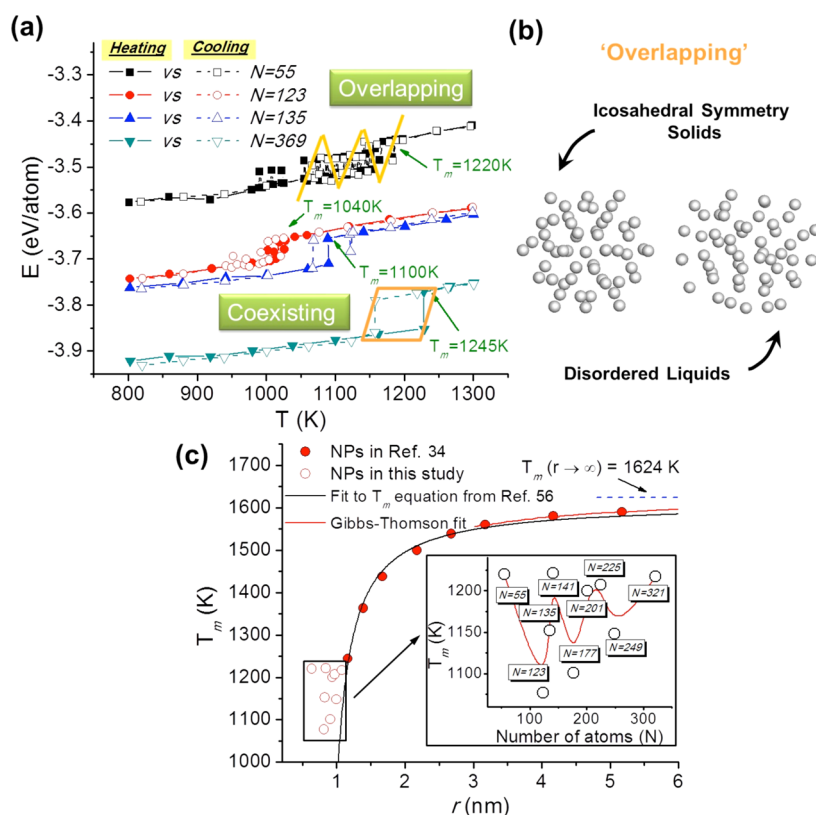 (a)
Heating vs Cooling
vs N=55
vs N=123
vs N=135
vs N=369
Overlapping
Tm=1220K
Tm=1040K
Tm=1100K
Coexisting
Tm=1245K
-3.3
-3.4
-3.5
-3.6
-3.7
-3.8
-3.9
E (eV/atom)
800 900 1000 1100 1200 1300
T (K)
(b)
'Overlapping'
Icosahedral Symmetry
Solids
Disordered Liquids
(c)
NPs in Ref. 34
NPs in this study
Fit to Tm equation from Ref. 56
Gibbs-Thomson fit
Tm (r → ∞) = 1624 K
1700
1600
1500
1400
1300
1200
1100
1000
Tm (K)
0 1 2 3 4 5 6
r (nm)
1200
1150
1100
Tm (K)
N=55
N=141
N=225
N=135
N=201
N=321
N=123
N=177
N=249
100 200 300
Number of atoms (N)